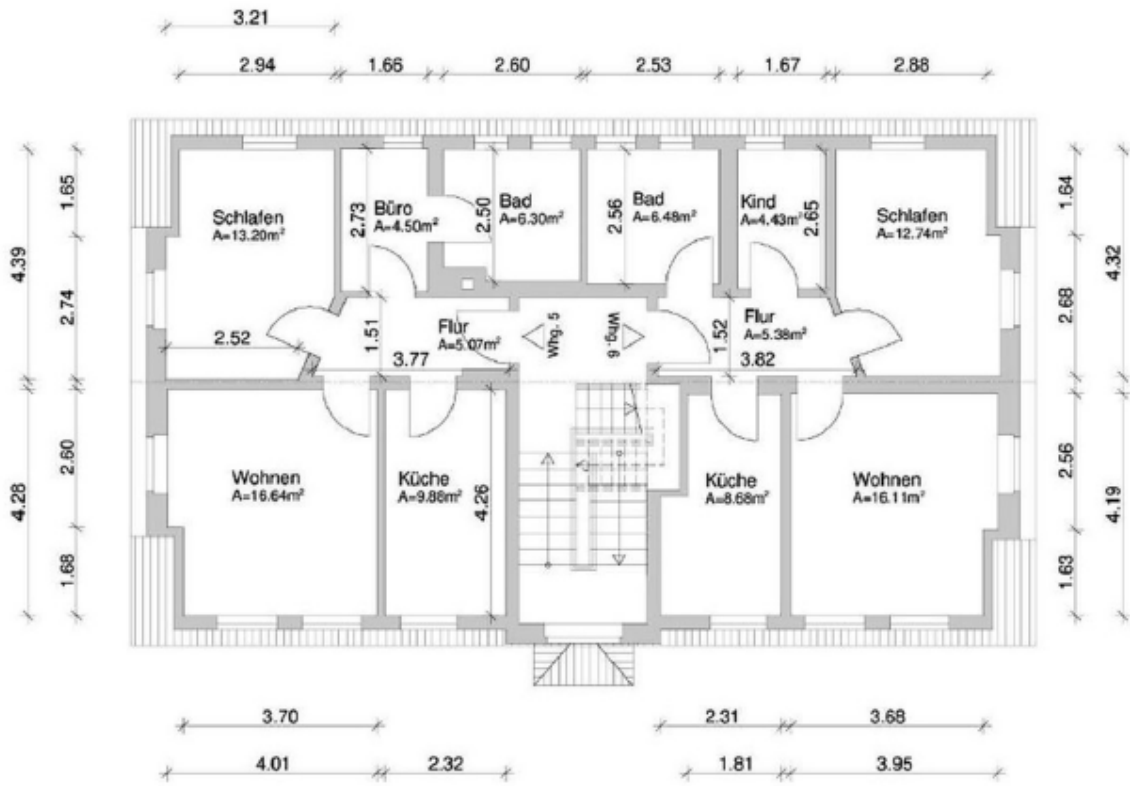 3.21
2.94
1.66
2.60
2.53
1.67
2.88
4.39
1.65
2.74
Schlafen
A=13.20m²
2.73
Büro
A=4.50m²
2.50
Bad
A=6.30m²
2.56
Bad
A=6.48m²
Kind
A=4.43m²
2.65
Schlafen
A=12.74m²
1.64
2.68
4.32
2.52
1.51
Flur
A=5.07m²
3.77
Whg. 5
Whg. 6
1.52
Flur
A=5.38m²
3.82
4.28
2.60
1.68
Wohnen
A=16.64m²
Küche
A=9.88m²
4.26
Küche
A=8.68m²
Wohnen
A=16.11m²
2.56
1.63
4.19
3.70
2.31
3.68
4.01
2.32
1.81
3.95